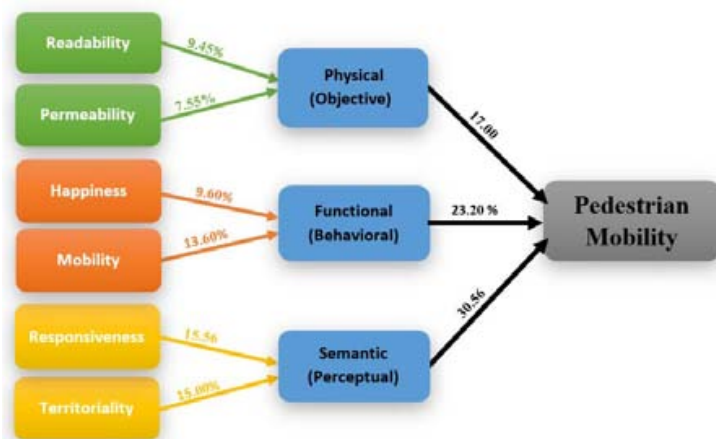 Readability
9.45%
Permeability
7.55%
Physical
(Objective)
17.00
Happiness
9.60%
Mobility
13.60%
Functional
(Behavioral)
23.20 %
Pedestrian
Mobility
Responsiveness
15.56
Territoriality
15.00%
Semantic
(Perceptual)
30.56